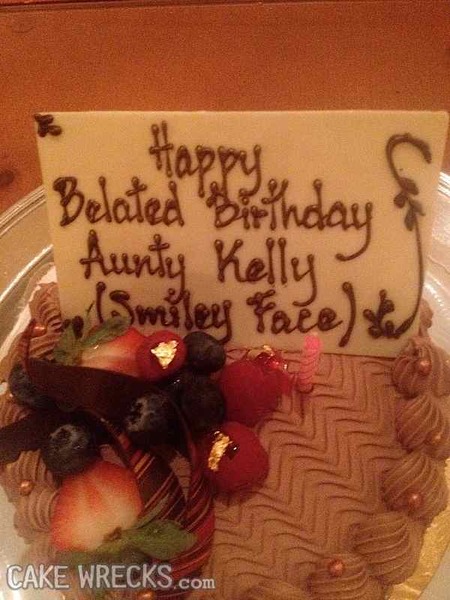 Happy
Belated Birthday
Aunty Kelly
(Smiley Face)
CAKE WRECKS.com